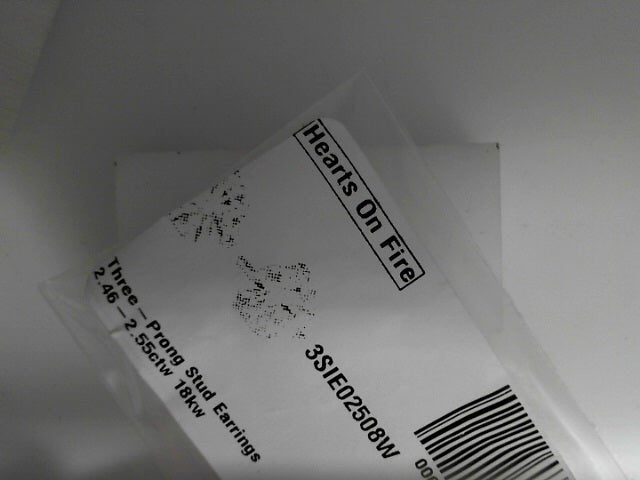 Hearts On Fire
3SIE02508W
Three - Prong Stud Earrings
2.46 - 2.55ctw 18kw